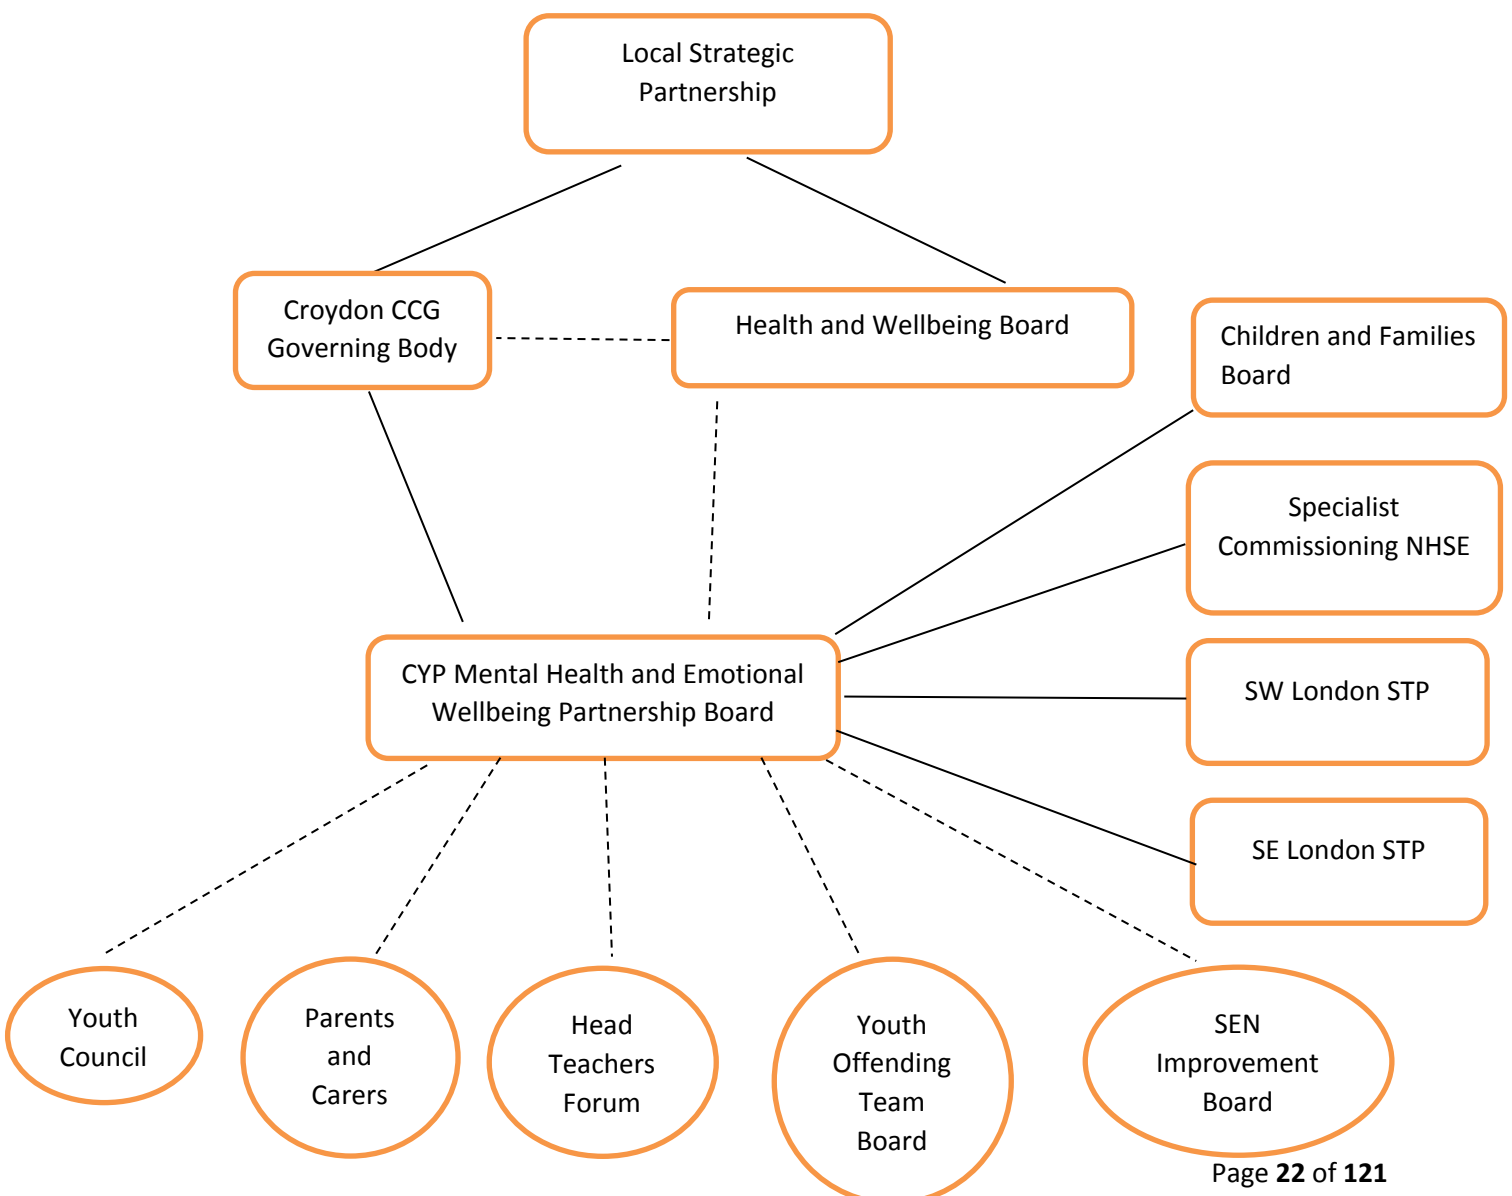 Local Strategic
Partnership
Croydon CCG
Governing Body
Health and Wellbeing Board
Children and Families
Board
Specialist
Commissioning NHSE
CYP Mental Health and Emotional
Wellbeing Partnership Board
SW London STP
SE London STP
Youth
Council
Parents
and
Carers
Head
Teachers
Forum
Youth
Offending
Team
Board
SEN
Improvement
Board
Page 22 of 121